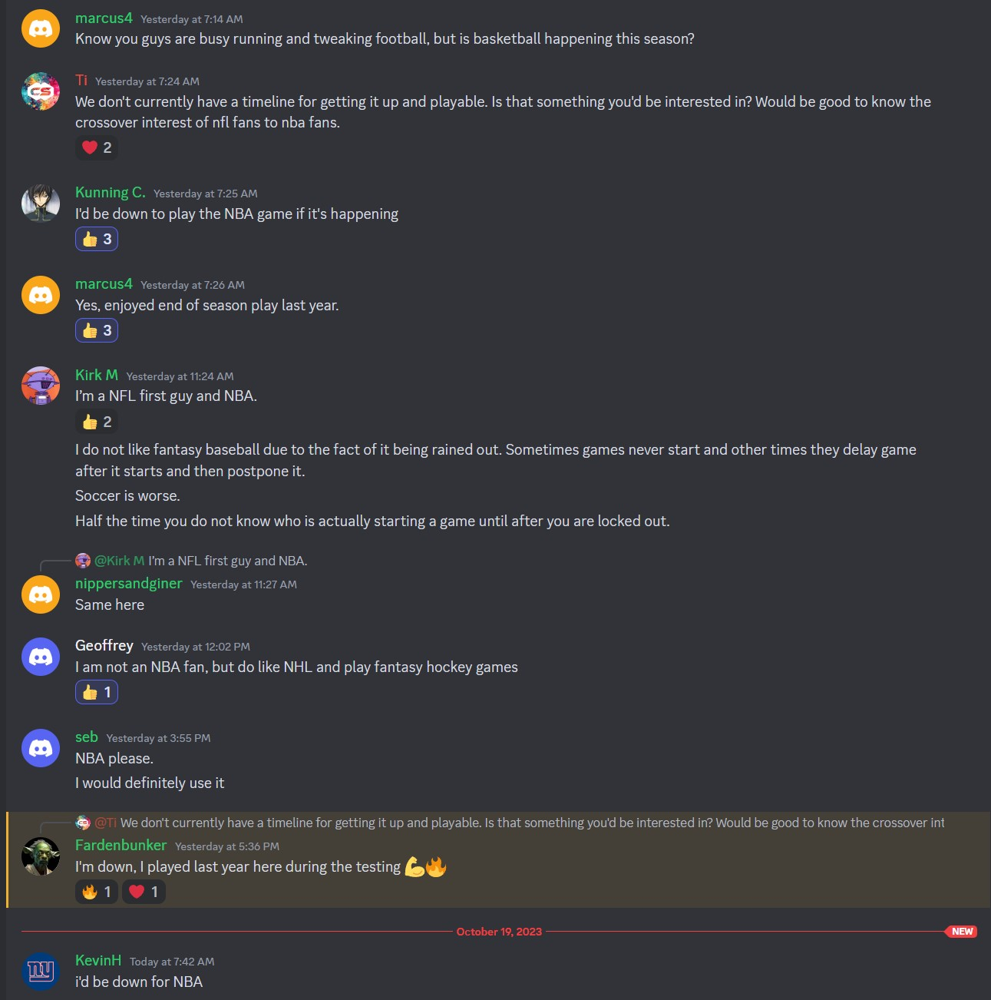 marcus4 Yesterday at 7:14 AM
Know you guys are busy running and tweaking football, but is basketball happening this season?
CS
Ti Yesterday at 7:24 AM
We don't currently have a timeline for getting it up and playable. Is that something you'd be interested in? Would be good to know the
crossover interest of nfl fans to nba fans.
❤️ 2
Kunning C. Yesterday at 7:25 AM
I'd be down to play the NBA game if it's happening
👍 3
marcus4 Yesterday at 7:26 AM
Yes, enjoyed end of season play last year.
👍 3
Kirk M Yesterday at 11:24 AM
I’m a NFL first guy and NBA.
👍 2
I do not like fantasy baseball due to the fact of it being rained out. Sometimes games never start and other times they delay game
after it starts and then postpone it.
Soccer is worse.
Half the time you do not know who is actually starting a game until after you are locked out.
@Kirk M I’m a NFL first guy and NBA.
nippersandginer Yesterday at 11:27 AM
Same here
Geoffrey Yesterday at 12:02 PM
I am not an NBA fan, but do like NHL and play fantasy hockey games
👍 1
seb Yesterday at 3:55 PM
NBA please.
I would definitely use it
@Ti We don't currently have a timeline for getting it up and playable. Is that something you'd be interested in? Would be good to know the crossover int
Fardenbunker Yesterday at 5:36 PM
I'm down, I played last year here during the testing 💪🔥
🔥 1 ❤️ 1
October 19, 2023 NEW
ny
KevinH Today at 7:42 AM
i'd be down for NBA